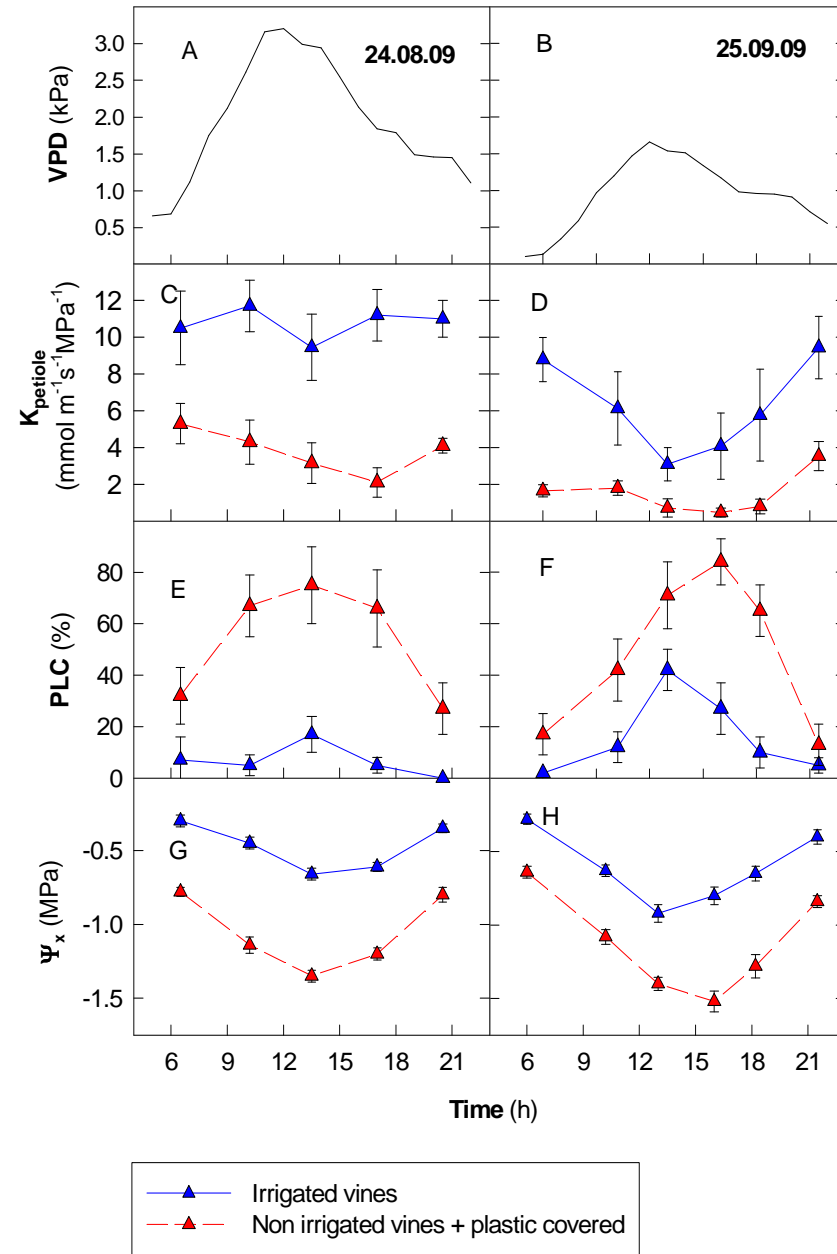 A
24.08.09
B
25.09.09
VPD (kPa)
3.0
2.5
2.0
1.5
1.0
0.5
C
D
K petiole
(mmol m⁻¹s⁻¹MPa⁻¹)
12
10
8
6
4
2
E
F
PLC (%)
80
60
40
20
0
G
H
Ψx (MPa)
-0.5
-1.0
-1.5
6 9 12 15 18 21 6 9 12 15 18 21
Time (h)
Irrigated vines
Non irrigated vines + plastic covered